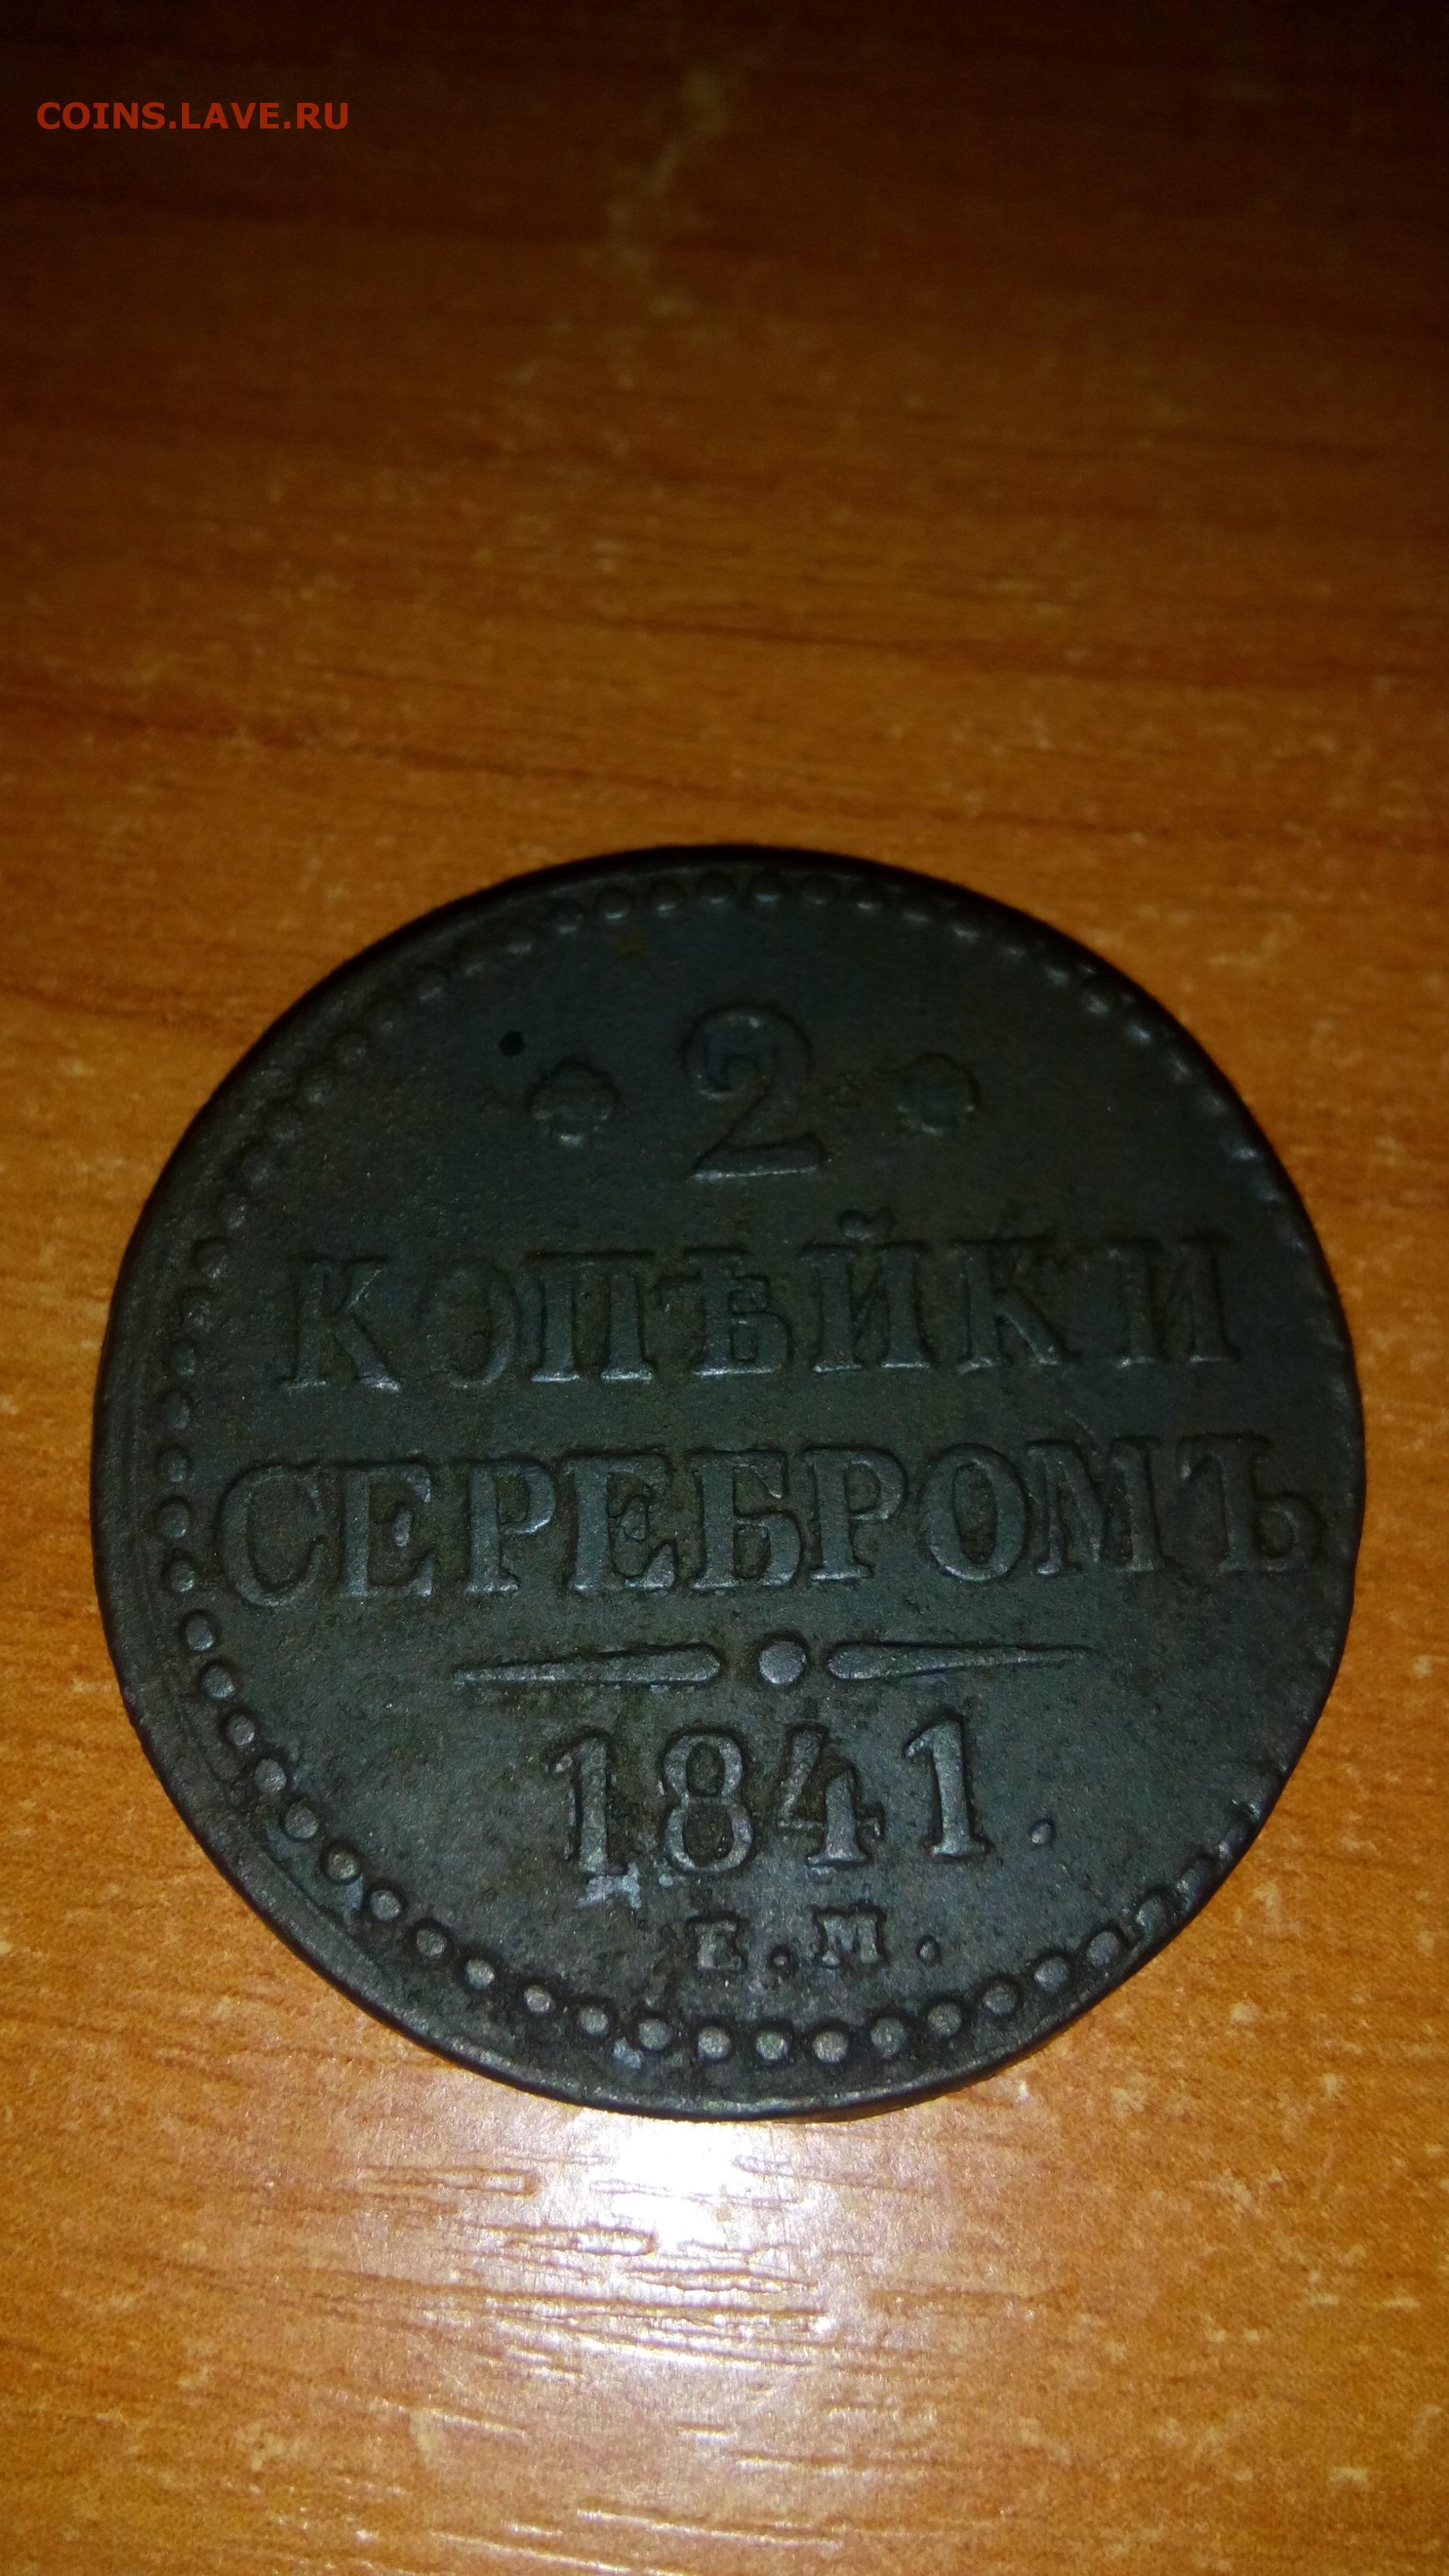 COINS.LAVE.RU
2
КОПѢЙКИ
СЕРЕБРОМЪ
1841.
Е.М.